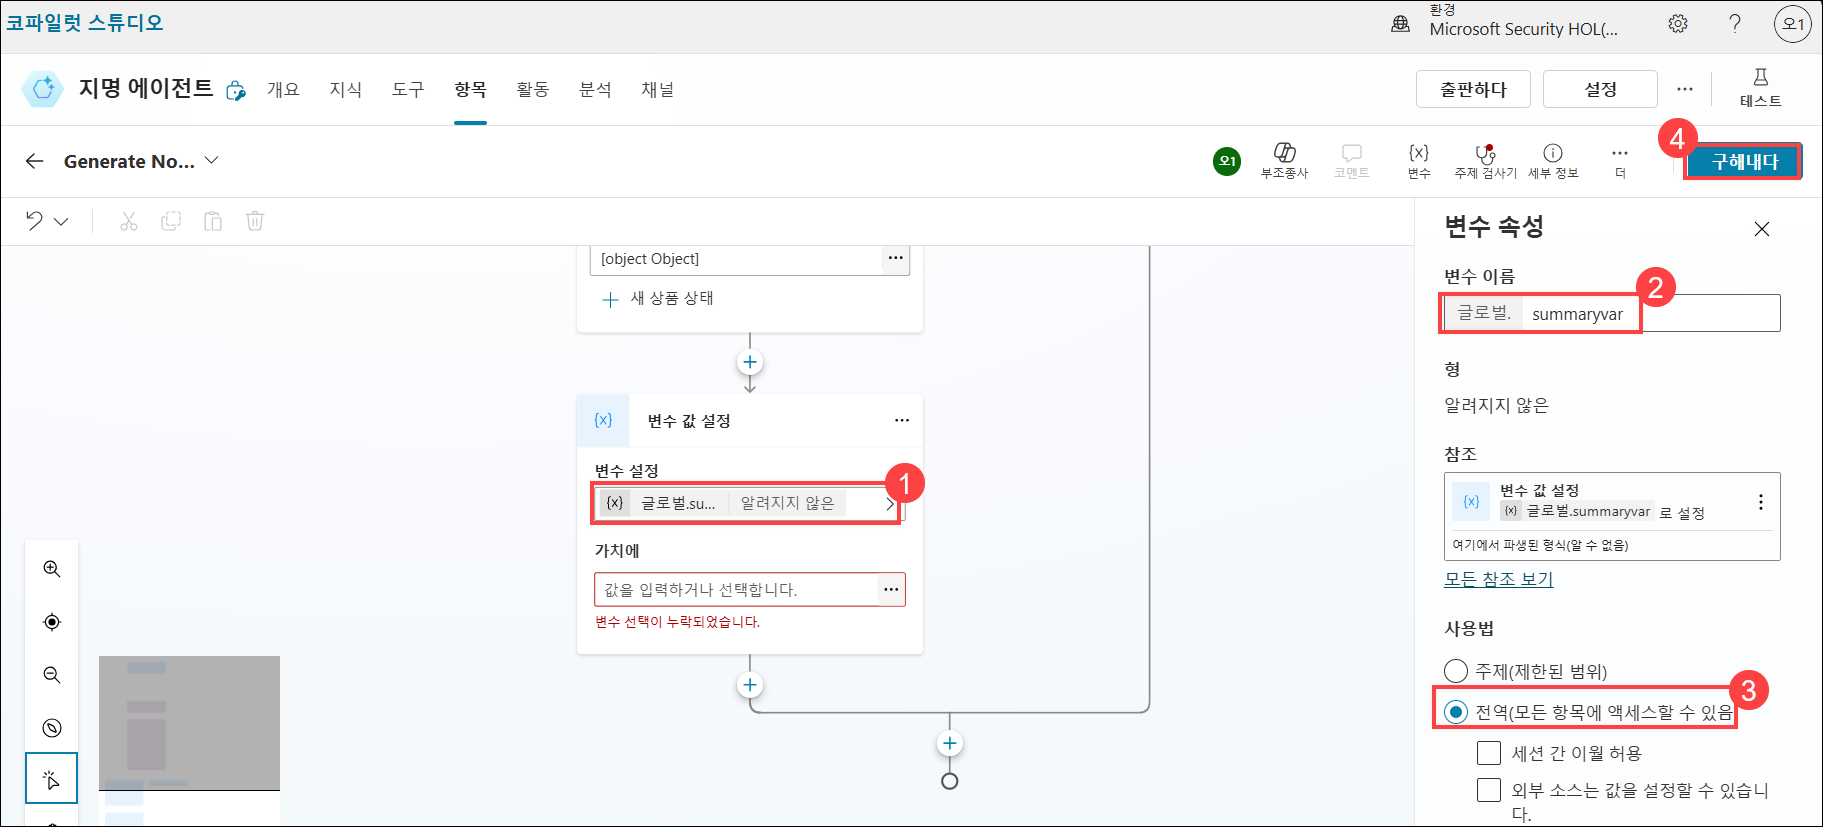 코파일럿 스튜디오
환경
Microsoft Security HOL(...
?
오1
지명 에이전트
개요
지식
도구
항목
활동
분석
채널
출판하다
설정
...
테스트
Generate No...
오1
부조종사
코멘트
{x}
변수
주제 검사기
세부 정보
...
더
4
구해내다
[object Object]
...
새 상품 상태
{x}
변수 값 설정
...
변수 설정
{x} 글로벌.su... 알려지지 않은
1
가치에
값을 입력하거나 선택합니다.
...
변수 선택이 누락되었습니다.
변수 속성
변수 이름
2
글로벌. summaryvar
형
알려지지 않은
참조
{x}
변수 값 설정
{x} 글로벌.summaryvar 로 설정
여기에서 파생된 형식(알 수 없음)
모든 참조 보기
사용법
주제(제한된 범위)
3
전역(모든 항목에 액세스할 수 있음
세션 간 이월 허용
외부 소스는 값을 설정할 수 있습니
다.